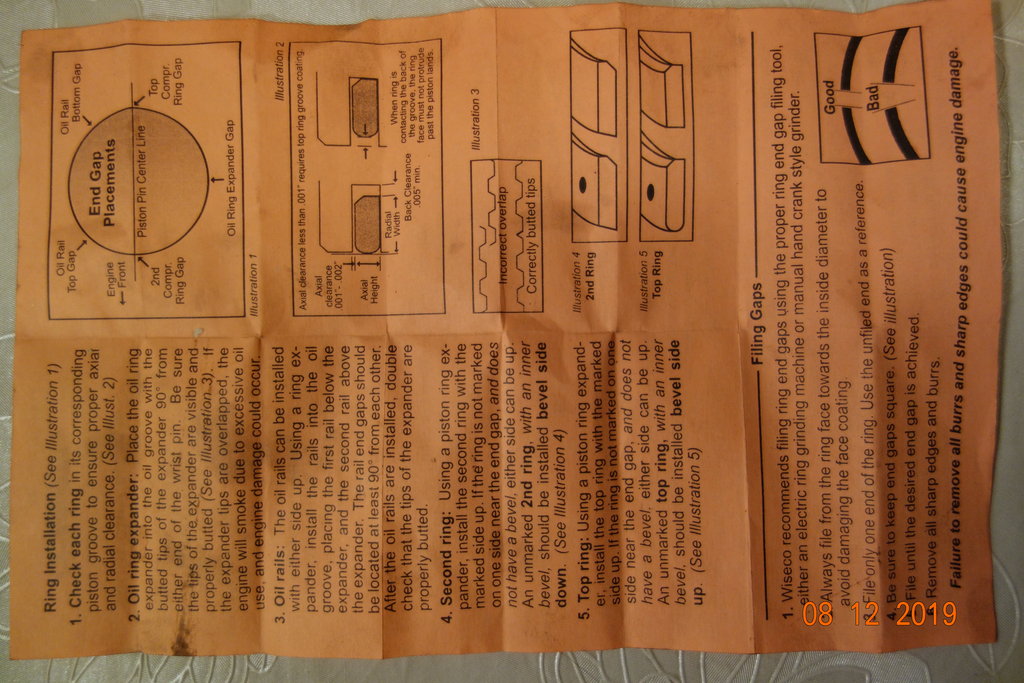 Ring Installation (See Illustration 1)
1. Check each ring in its corresponding
piston groove to ensure proper axiar
and radial clearance. (See Illust. 2)
2. Oil ring expander: Place the oil ring
expander into the oil groove with the
butted tips of the expander 90° from
either end of the wrist pin. Be sure
the tips of the expander are visible and
properly butted (See Illustration 3). If
the expander tips are overlapped, the
engine will smoke due to excessive oil
use, and engine damage could occur.
3. Oil rails: The oil rails can be installed
with either side up. Using a ring ex-
pander, install the rails into the oil
groove, placing the first rail below the
expander, and the second rail above
the expander. The rail end gaps should
be located at least 90° from each other.
After the oil rails are installed, double
check that the tips of the expander are
properly butted.
4. Second ring: Using a piston ring ex-
pander, install the second ring with the
marked side up. If the ring is not marked
on one side near the end gap, and does
not have a bevel, either side can be up.
An unmarked 2nd ring, with an inner
bevel, should be installed bevel side
down. (See Illustration 4)
5. Top ring: Using a piston ring expand-
er, install the top ring with the marked
side up. If the ring is not marked on one
side near the end gap, and does not
have a bevel, either side can be up.
An unmarked top ring, with an inner
bevel, should be installed bevel side
up. (See Illustration 5)
Oil Rail
Top Gap
Oil Rail
Bottom Gap
End Gap
Placements
Engine
Front
Piston Pin Center Line
Top
Compr.
Ring Gap
2nd
Compr.
Ring Gap
Oil Ring Expander Gap
Illustration 1
Illustration 2
Axial clearance less than .001" requires top ring groove coating.
Axial
clearance
.001"- .002"
Axial
Height
Radial
Width
Back Clearance
.005" min.
When ring is
contacting the back of
the groove, the ring
face must not protrude
past the piston lands.
Illustration 3
Incorrect overlap
Correctly butted tips
Illustration 4
2nd Ring
Illustration 5
Top Ring
Filing Gaps
1. Wiseco recommends filing ring end gaps using the proper ring end gap filing tool,
either an electric ring grinding machine or manual hand crank style grinder.
Always file from the ring face towards the inside diameter to
avoid damaging the face coating.
File only one end of the ring. Use the unfiled end as a reference.
4. Be sure to keep end gaps square. (See illustration)
File until the desired end gap is achieved.
Remove all sharp edges and burrs.
Failure to remove all burrs and sharp edges could cause engine damage.
Good
Bad
08 12 2019